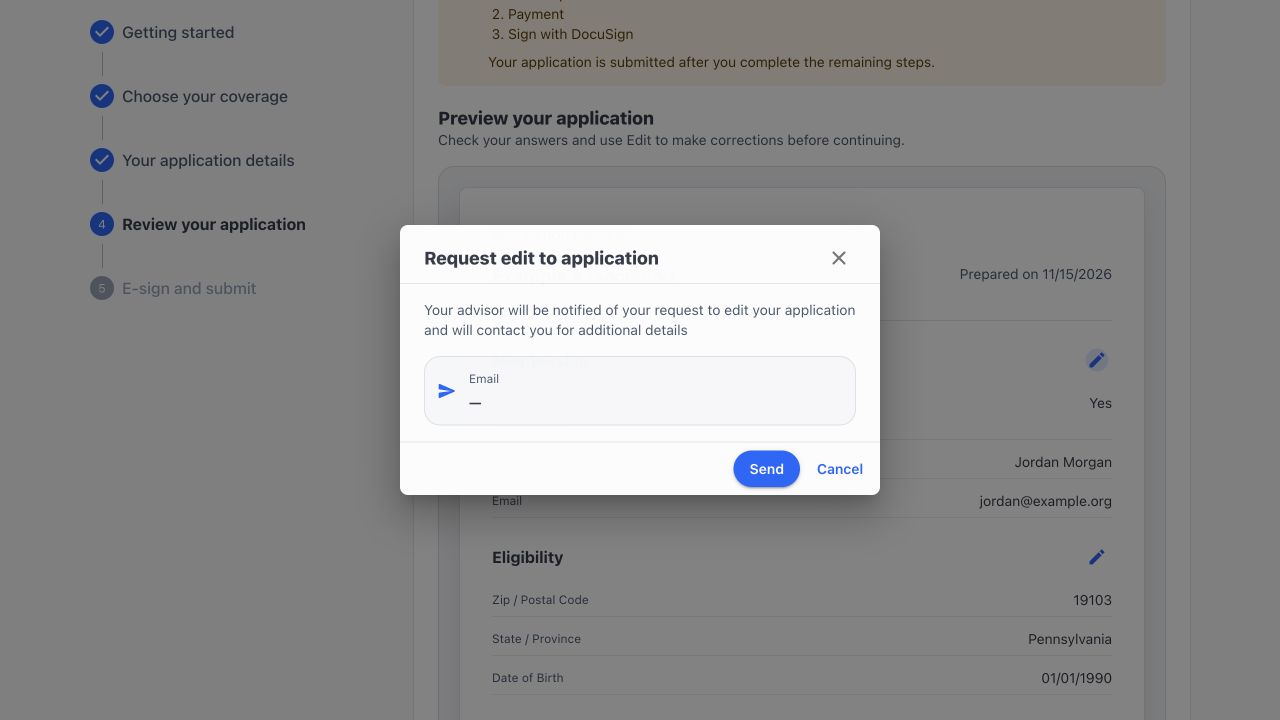 Getting started
Choose your coverage
Your application details
4 Review your application
5 E-sign and submit
2. Payment
3. Sign with DocuSign
Your application is submitted after you complete the remaining steps.
Preview your application
Check your answers and use Edit to make corrections before continuing.
Prepared on 11/15/2026
Request edit to application
Your advisor will be notified of your request to edit your application
and will contact you for additional details
Email
—
Send Cancel
Yes
Jordan Morgan
Email jordan@example.org
Eligibility
Zip / Postal Code 19103
State / Province Pennsylvania
Date of Birth 01/01/1990